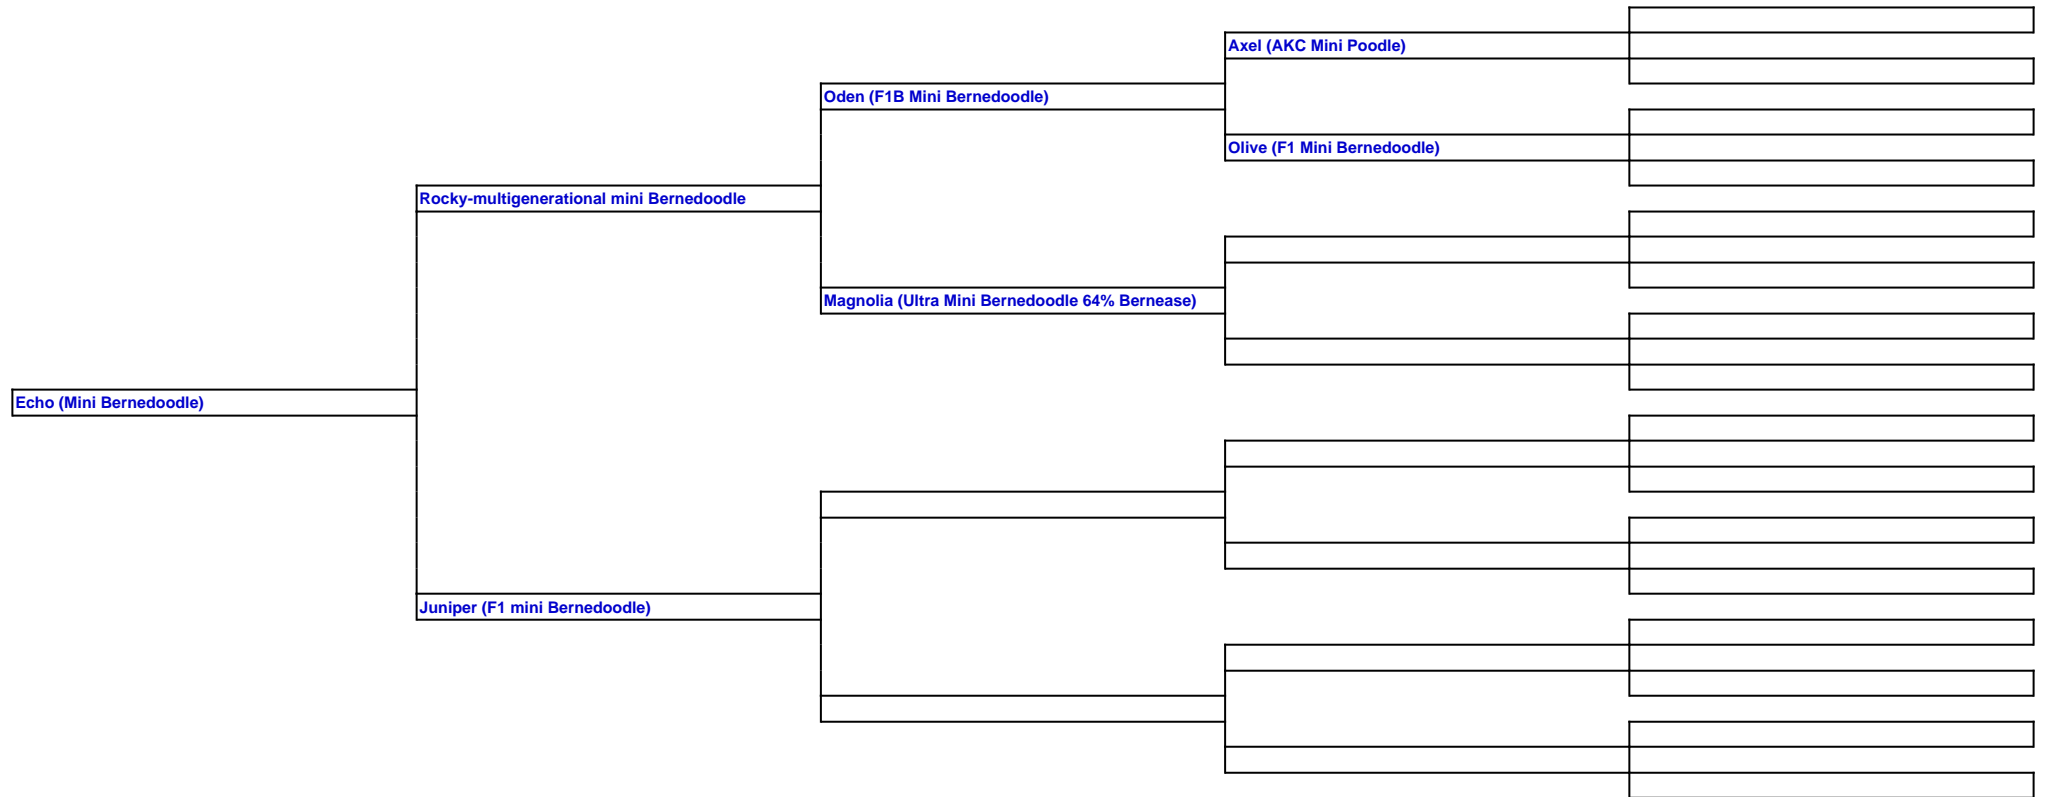 Axel (AKC Mini Poodle)
Oden (F1B Mini Bernedoodle)
Olive (F1 Mini Bernedoodle)
Rocky-multigenerational mini Bernedoodle
Magnolia (Ultra Mini Bernedoodle 64% Bernease)
Echo (Mini Bernedoodle)
Juniper (F1 mini Bernedoodle)